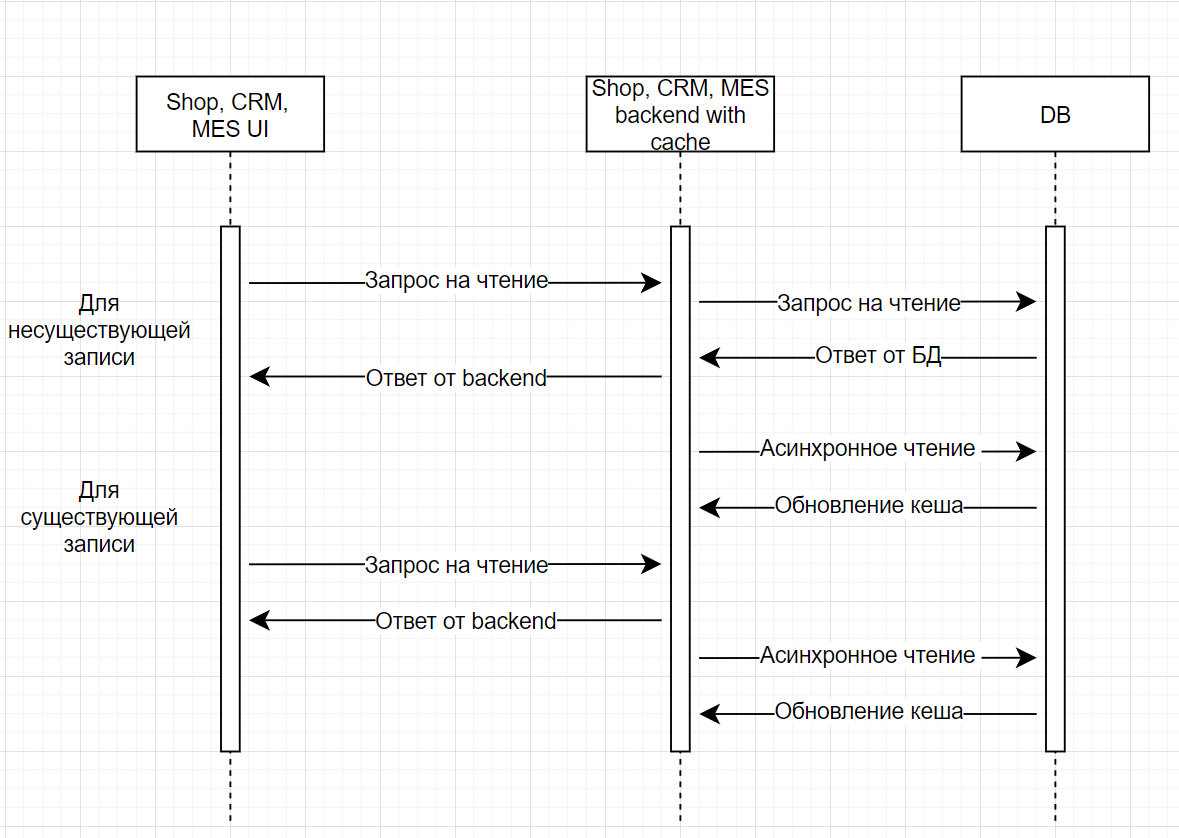 Shop, CRM,
MES UI
Shop, CRM, MES
backend with
cache
DB
Для
несуществующей
записи
Запрос на чтение
Запрос на чтение
Ответ от БД
Ответ от backend
Асинхронное чтение
Для
существующей
записи
Обновление кеша
Запрос на чтение
Ответ от backend
Асинхронное чтение
Обновление кеша